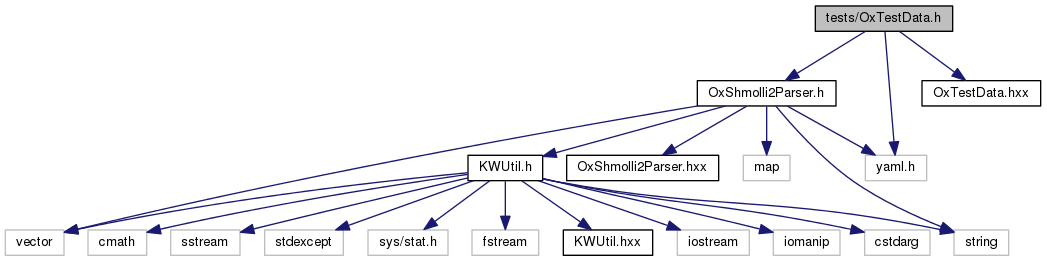 tests/OxTestData.h
OxShmolli2Parser.h
OxTestData.hxx
KWUtil.h
OxShmolli2Parser.hxx
map
yaml.h
vector
cmath
sstream
stdexcept
sys/stat.h
fstream
KWUtil.hxx
iostream
iomanip
cstdarg
string